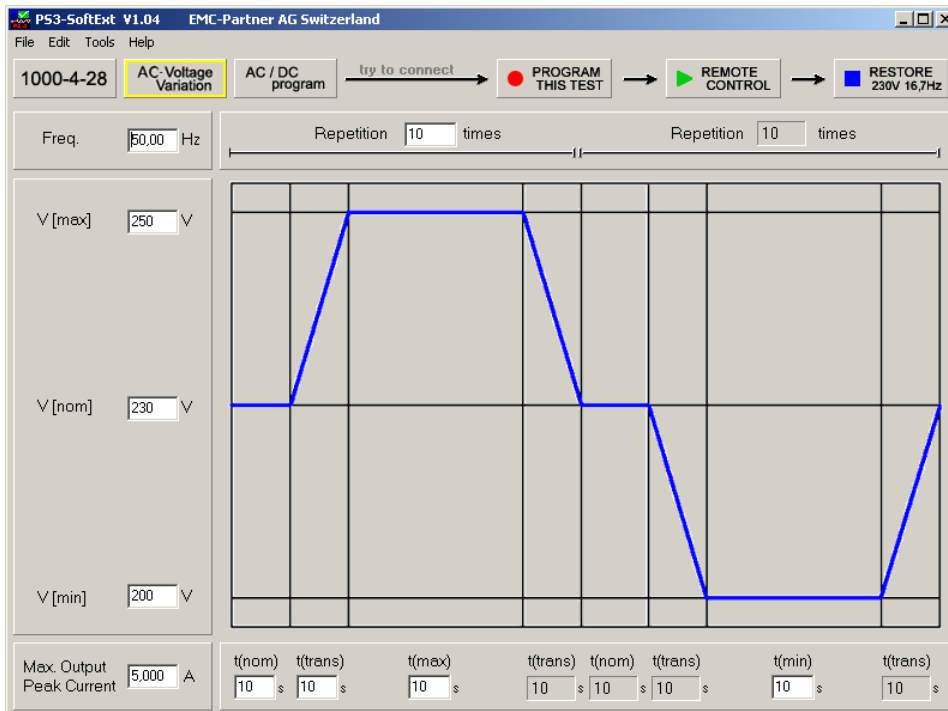 PS3-SoftExt V1.04 EMC-Partner AG Switzerland
File Edit Tools Help
1000-4-28
AC-Voltage
Variation
AC / DC
program
try to connect
PROGRAM
THIS TEST
REMOTE
CONTROL
RESTORE
230V 16,7Hz
Freq. 50,00 Hz
Repetition 10 times
Repetition 10 times
V [max] 250 V
V [nom] 230 V
V [min] 200 V
Max. Output
Peak Current 5,000 A
t(nom) t(trans) t(max) t(trans) t(nom) t(trans) t(min) t(trans)
10 s 10 s 10 s 10 s 10 s 10 s 10 s 10 s